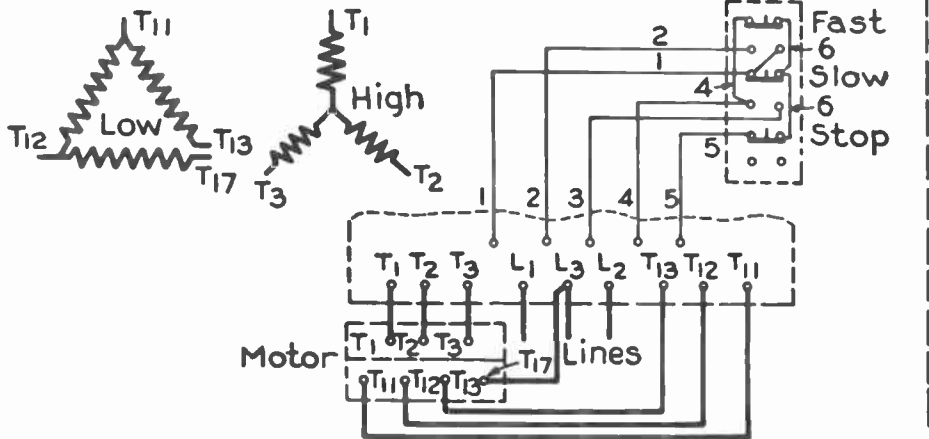 T11
Low
T12
T13
T17
T1
High
T3
T2
Fast
2
6
1
Slow
4
6
5
Stop
1 2 3 4 5
T1 T2 T3 L1 L3 L2 T13 T12 T11
T1 T2 T3
Motor
T17
Lines
T11 T12 T13